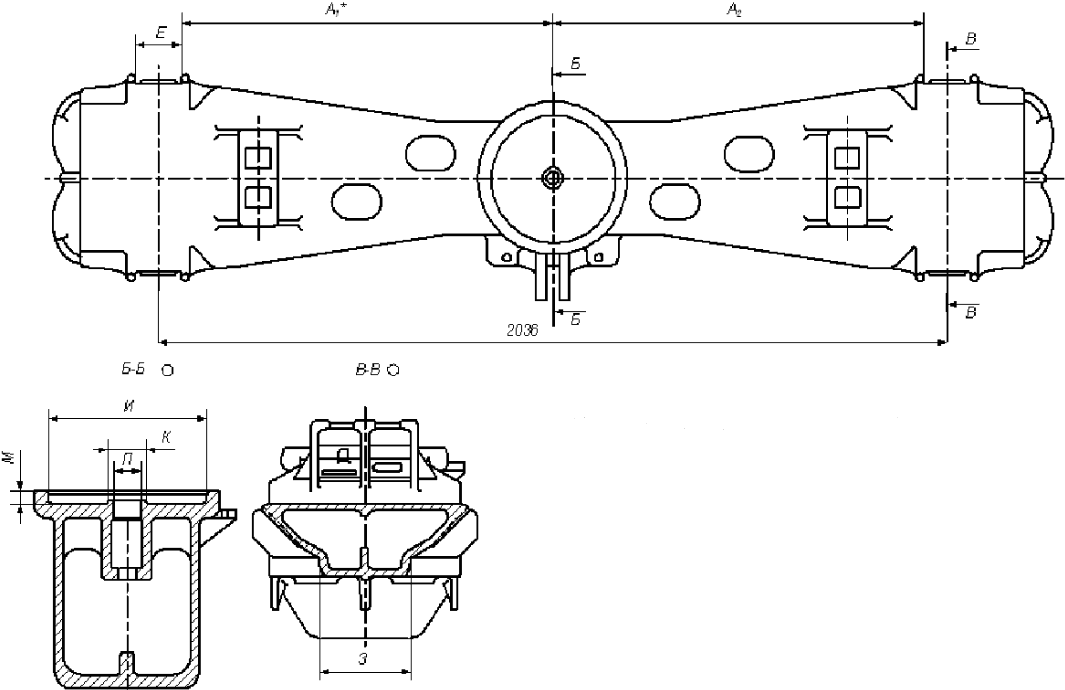 А₁* А₂
Е В
Б
Б В
2036
Б-Б В-В
И
К
М П Д
З